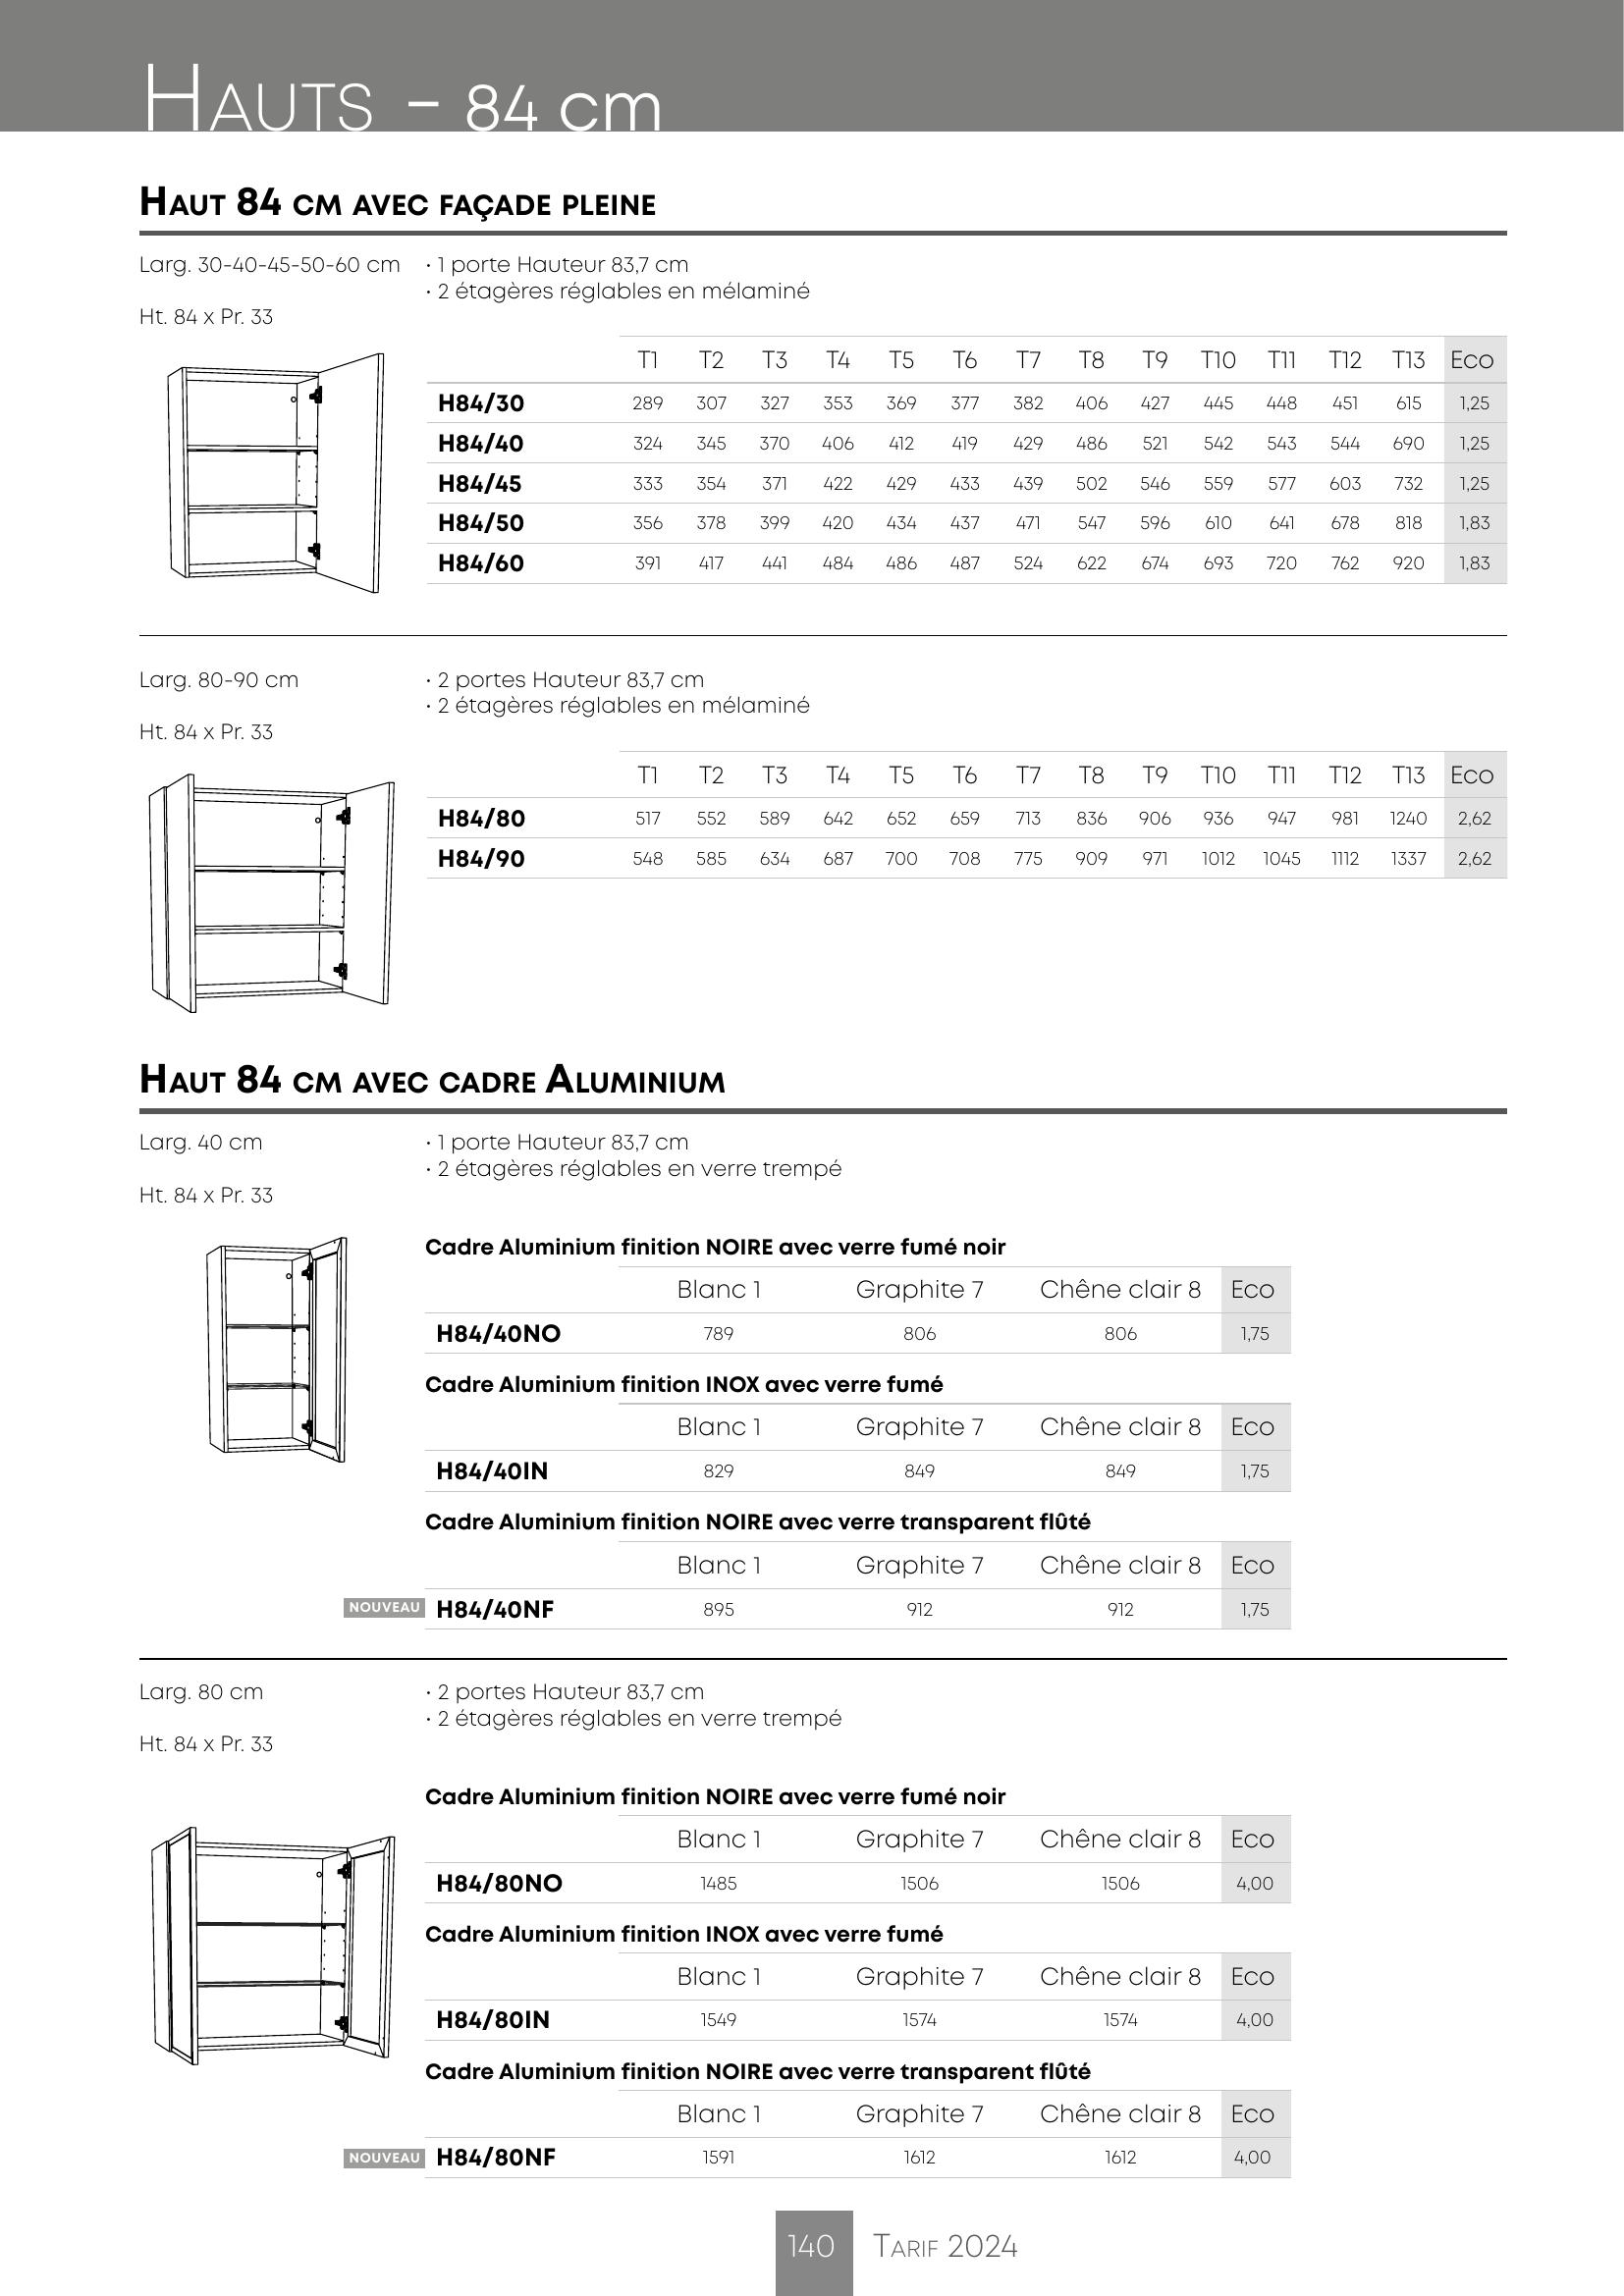 HAUTS - 84 cm
HAUT 84 CM AVEC FAÇADE PLEINE
Larg. 30-40-45-50-60 cm
· 1 porte Hauteur 83,7 cm
· 2 étagères réglables en mélaminé
Ht. 84 x Pr. 33
T1 T2 T3 T4 T5 T6 T7 T8 T9 T10 T11 T12 T13 Eco
H84/30 289 307 327 353 369 377 382 406 427 445 448 451 615 1,25
H84/40 324 345 370 406 412 419 429 486 521 542 543 544 690 1,25
H84/45 333 354 371 422 429 433 439 502 546 559 577 603 732 1,25
H84/50 356 378 399 420 434 437 471 547 596 610 641 678 818 1,83
H84/60 391 417 441 484 486 487 524 622 674 693 720 762 920 1,83
Larg. 80-90 cm
· 2 portes Hauteur 83,7 cm
· 2 étagères réglables en mélaminé
Ht. 84 x Pr. 33
T1 T2 T3 T4 T5 T6 T7 T8 T9 T10 T11 T12 T13 Eco
H84/80 517 552 589 642 652 659 713 836 906 936 947 981 1240 2,62
H84/90 548 585 634 687 700 708 775 909 971 1012 1045 1112 1337 2,62
HAUT 84 CM AVEC CADRE ALUMINIUM
Larg. 40 cm
· 1 porte Hauteur 83,7 cm
· 2 étagères réglables en verre trempé
Ht. 84 x Pr. 33
Cadre Aluminium finition NOIRE avec verre fumé noir
Blanc 1 Graphite 7 Chêne clair 8 Eco
H84/40NO 789 806 806 1,75
Cadre Aluminium finition INOX avec verre fumé
Blanc 1 Graphite 7 Chêne clair 8 Eco
H84/40IN 829 849 849 1,75
Cadre Aluminium finition NOIRE avec verre transparent flûté
Blanc 1 Graphite 7 Chêne clair 8 Eco
NOUVEAU H84/40NF 895 912 912 1,75
Larg. 80 cm
· 2 portes Hauteur 83,7 cm
· 2 étagères réglables en verre trempé
Ht. 84 x Pr. 33
Cadre Aluminium finition NOIRE avec verre fumé noir
Blanc 1 Graphite 7 Chêne clair 8 Eco
H84/80NO 1485 1506 1506 4,00
Cadre Aluminium finition INOX avec verre fumé
Blanc 1 Graphite 7 Chêne clair 8 Eco
H84/80IN 1549 1574 1574 4,00
Cadre Aluminium finition NOIRE avec verre transparent flûté
Blanc 1 Graphite 7 Chêne clair 8 Eco
NOUVEAU H84/80NF 1591 1612 1612 4,00
140 TARIF 2024